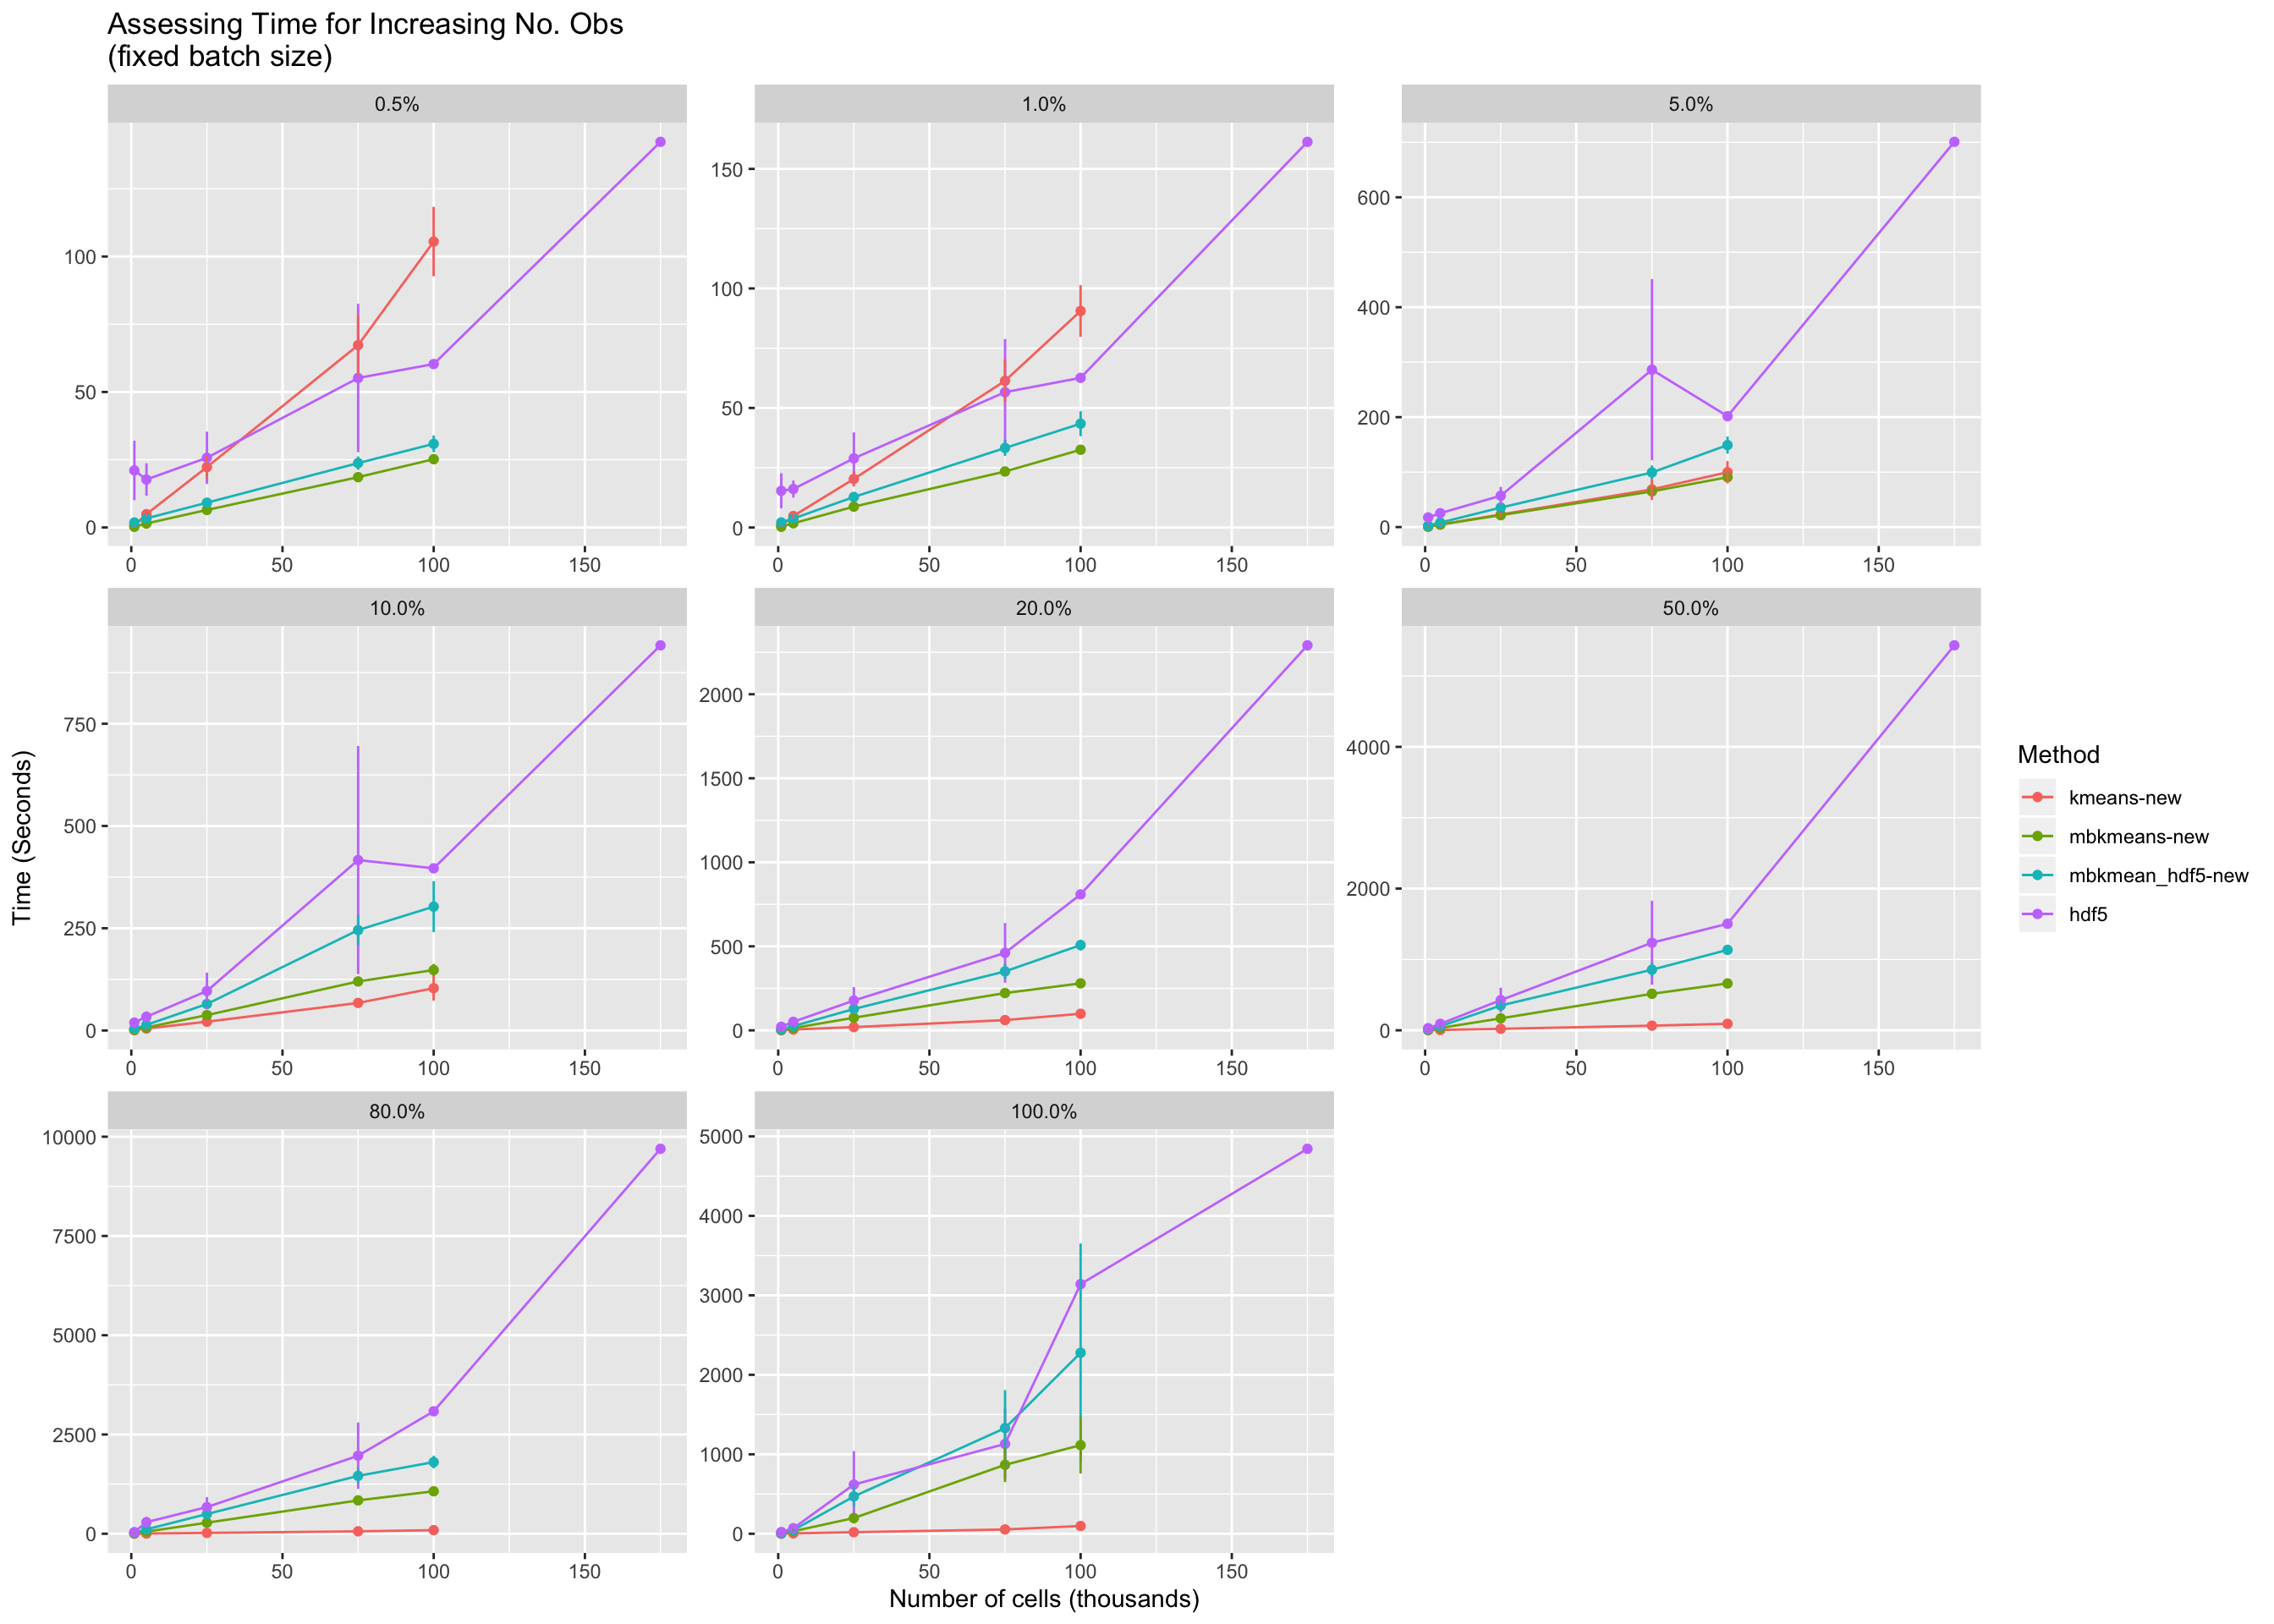 Assessing Time for Increasing No. Obs
(fixed batch size)
0.5%
1.0%
5.0%
100
50
0
150
100
50
0
600
400
200
0
0 50 100 150
0 50 100 150
0 50 100 150
10.0%
20.0%
50.0%
750
500
250
0
2000
1500
1000
500
0
4000
2000
0
0 50 100 150
0 50 100 150
0 50 100 150
80.0%
100.0%
10000
7500
5000
2500
0
5000
4000
3000
2000
1000
0
0 50 100 150
0 50 100 150
Time (Seconds)
Number of cells (thousands)
Method
kmeans-new
mbkmeans-new
mbkmean_hdf5-new
hdf5